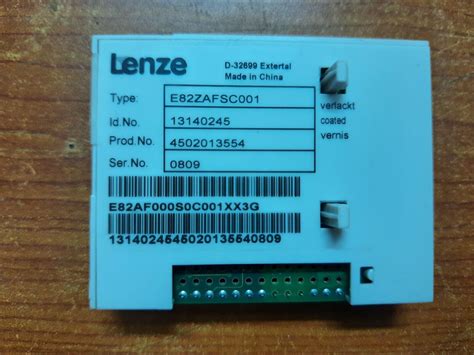 Lenze
D-32699 Extertal
Made in China
Type: E82ZAFSC001
Id.No. 13140245
Prod.No. 4502013554
Ser.No. 0809
verlackt
coated
vernis
E82AF000S0C001XX3G
1314024545020135540809